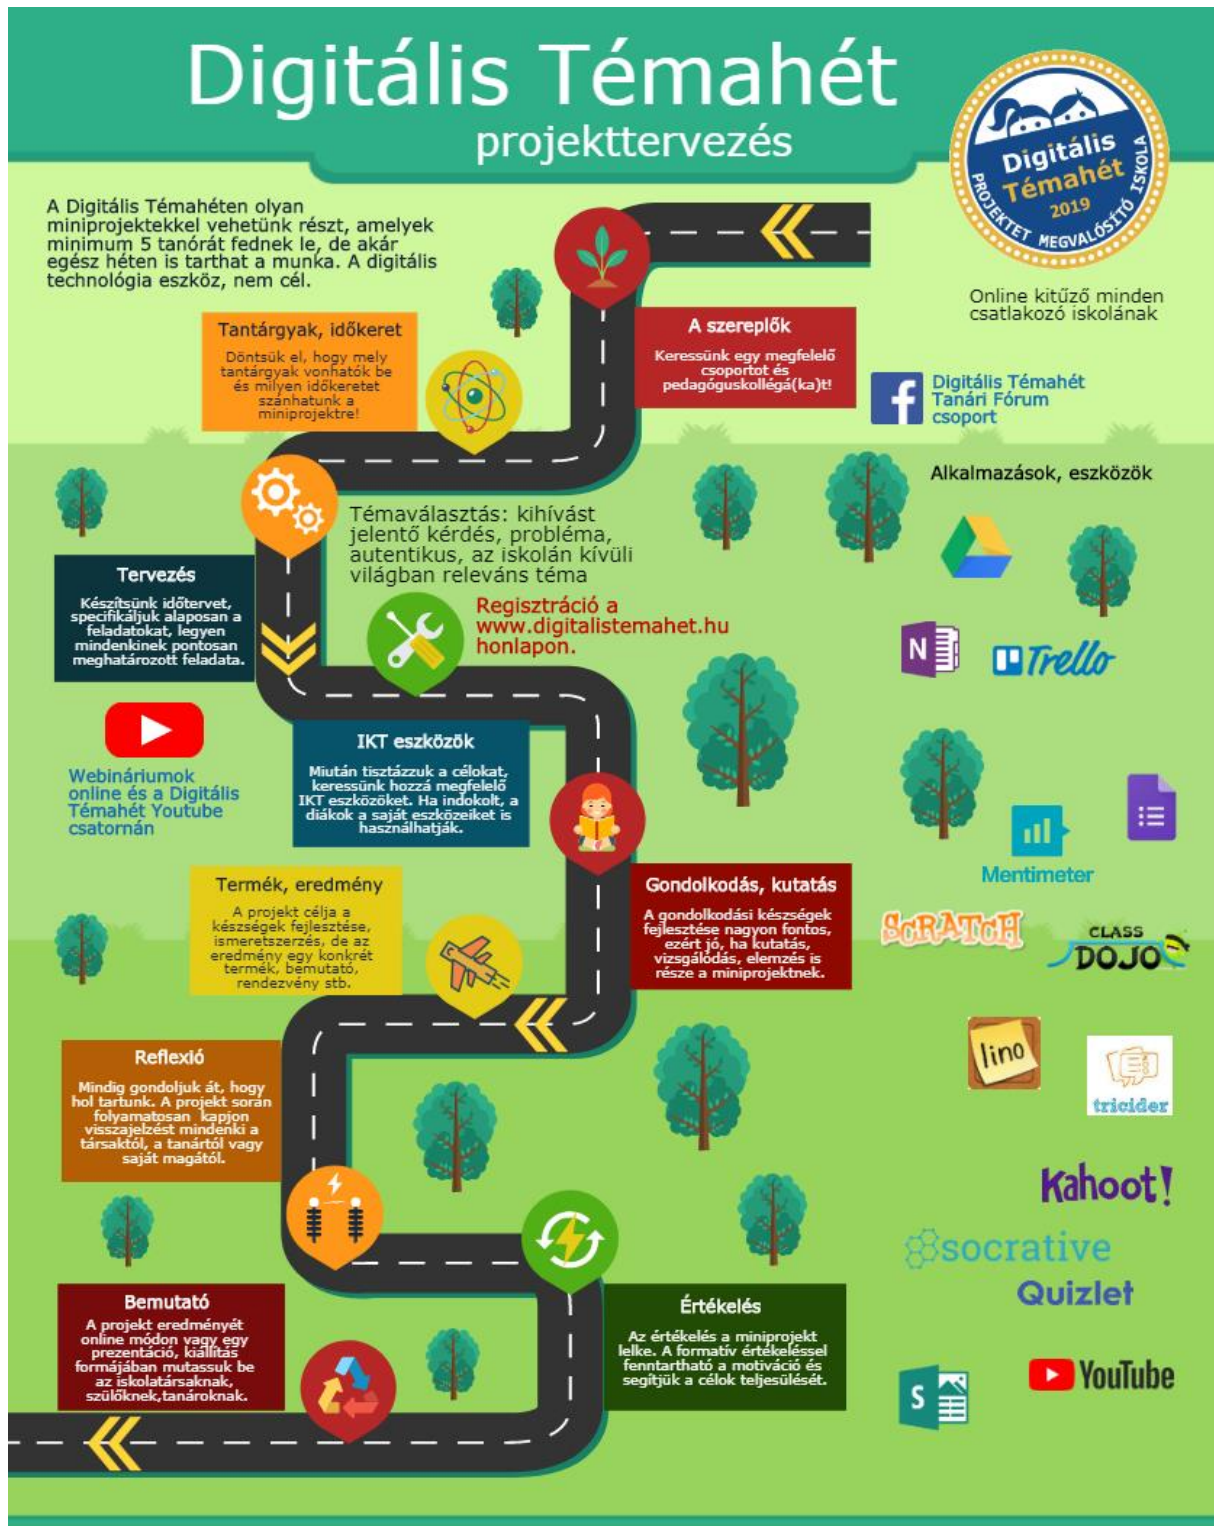 Digitális Témahét
projekttervezés
Digitális
Témahét
2019
PROJEKTET MEGVALÓSÍTÓ ISKOLA
A Digitális Témahéten olyan
miniprojektekkel vehetünk részt, amelyek
minimum 5 tanórát fednek le, de akár
egész héten is tarthat a munka. A digitális
technológia eszköz, nem cél.
Online kitűző minden
csatlakozó iskolának
A szereplők
Keressünk egy megfelelő
csoportot és
pedagóguskollégá(ka)t!
Tantárgyak, időkeret
Döntsük el, hogy mely
tantárgyak vonhatók be
és milyen időkeretet
szánhatunk a
miniprojektre!
f
Digitális Témahét
Tanári Fórum
csoport
Alkalmazások, eszközök
Témaválasztás: kihívást
jelentő kérdés, probléma,
autentikus, az iskolán kívüli
világban releváns téma
Tervezés
Készítsünk időtervet,
specifikáljuk alaposan a
feladatokat, legyen
mindenkinek pontosan
meghatározott feladata.
Regisztráció a
www.digitalistemahet.hu
honlapon.
N
Trello
IKT eszközök
Miután tisztázzuk a célokat,
keressünk hozzá megfelelő
IKT eszközöket. Ha indokolt, a
diákok a saját eszközeiket is
használhatják.
Webináriumok
online és a Digitális
Témahét Youtube
csatornán
Mentimeter
Gondolkodás, kutatás
A gondolkodási készségek
fejlesztése nagyon fontos,
ezért jó, ha kutatás,
vizsgálódás, elemzés is
része a miniprojektnek.
Termék, eredmény
A projekt célja a
készségek fejlesztése,
ismeretszerzés, de az
eredmény egy konkrét
termék, bemutató,
rendezvény stb.
SCRATCH
CLASS
DOJO
lino
tricider
Reflexió
Mindig gondoljuk át, hogy
hol tartunk. A projekt során
folyamatosan kapjon
visszajelzést mindenki a
társaktól, a tanártól vagy
saját magától.
Kahoot!
socrative
Quizlet
Értékelés
Az értékelés a miniprojekt
lelke. A formatív értékeléssel
fenntartható a motiváció és
segítjük a célok teljesülését.
Bemutató
A projekt eredményét
online módon vagy egy
prezentáció, kiállítás
formájában mutassuk be
az iskolatársaknak,
szülőknek,tanároknak.
S
YouTube